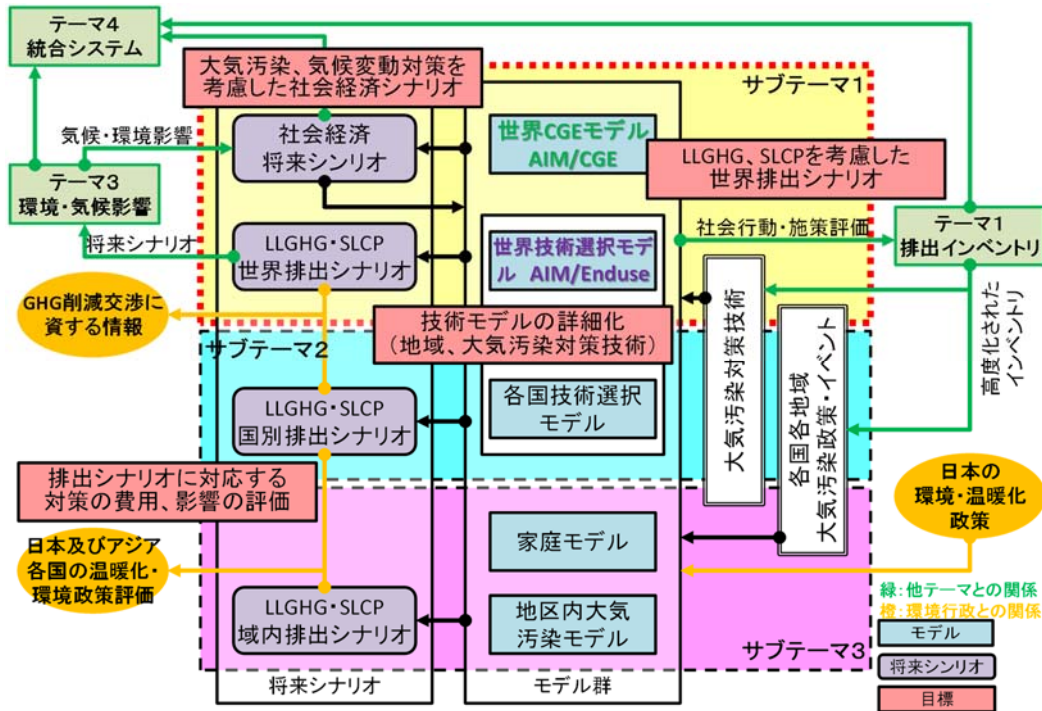 テーマ4
統合システム
大気汚染、気候変動対策を
考慮した社会経済シナリオ
サブテーマ1
気候・環境影響
社会経済
将来シンリオ
世界CGEモデル
AIM/CGE
LLGHG、SLCPを考慮した
世界排出シナリオ
テーマ3
環境・気候影響
将来シナリオ
LLGHG・SLCP
世界排出シナリオ
世界技術選択モデ
ル AIM/Enduse
社会行動・施策評価
テーマ1
排出インベントリ
GHG削減交渉に
資する情報
技術モデルの詳細化
（地域、大気汚染対策技術）
大気汚染対策技術
各国各地域
大気汚染政策・イベント
高度化された
インベントリ
サブテーマ2
LLGHG・SLCP
国別排出シナリオ
各国技術選択
モデル
排出シナリオに対応する
対策の費用、影響の評価
日本の
環境・温暖化
政策
家庭モデル
日本及びアジア
各国の温暖化・
環境政策評価
LLGHG・SLCP
域内排出シナリオ
地区内大気
汚染モデル
サブテーマ3
緑：他テーマとの関係
橙：環境行政との関係
モデル
将来シンリオ
目標
将来シナリオ
モデル群